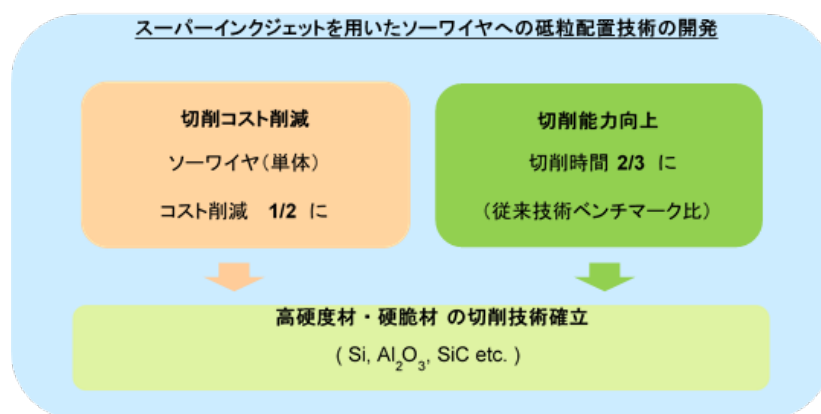 スーパーインクジェットを用いたソーワイヤへの砥粒配置技術の開発
切削コスト削減
ソーワイヤ(単体)
コスト削減 1/2 に
切削能力向上
切削時間 2/3 に
(従来技術ベンチマーク比)
高硬度材・硬脆材 の切削技術確立
( Si, Al2O3, SiC etc. )